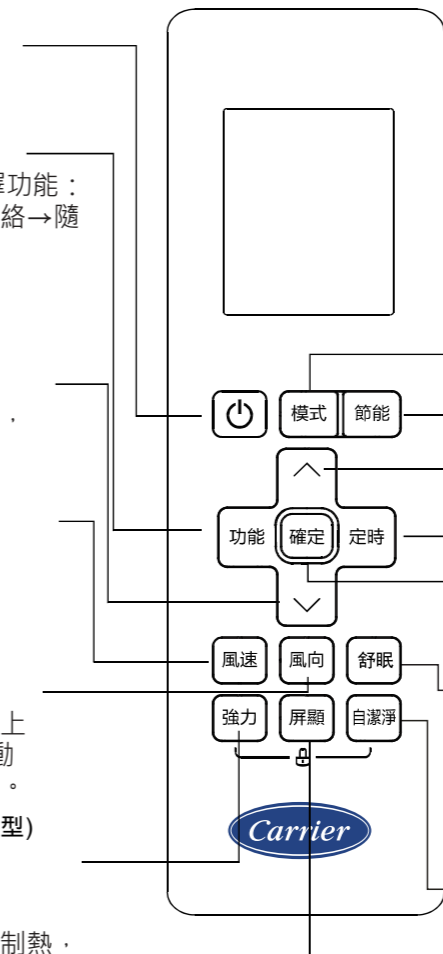 擇功能：
絡→隨
，
上
動
。
型)
制熱，
模式
節能
功能
確定
定時
風速
風向
舒眠
強力
屏顯
自潔淨
Carrier